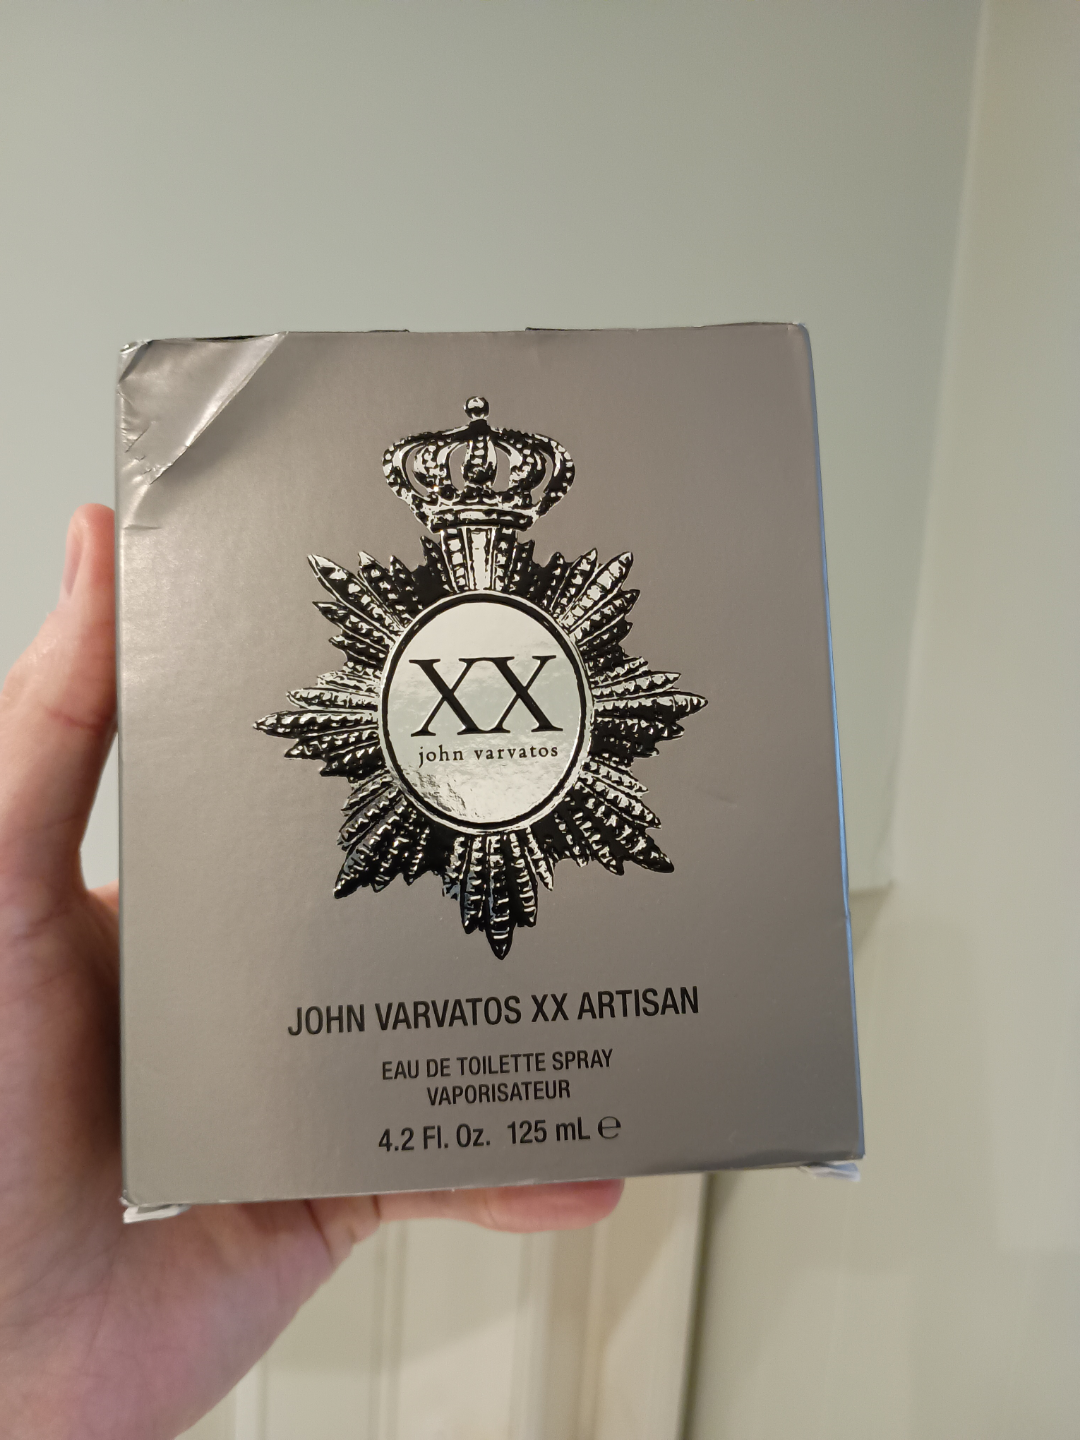 XX
john varvatos
JOHN VARVATOS XX ARTISAN
EAU DE TOILETTE SPRAY
VAPORISATEUR
4.2 Fl. Oz. 125 mL ℮